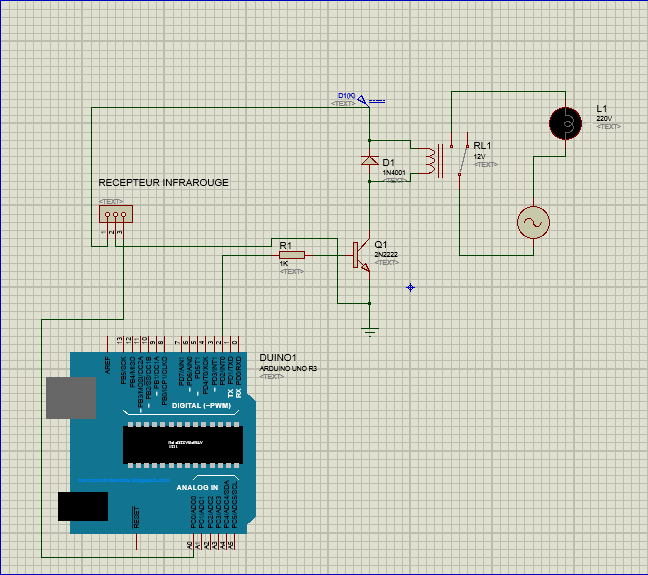 D1(K)
<TEXT>
L1
220V
<TEXT>
RL1
12V
<TEXT>
D1
1N4001
<TEXT>
RECEPTEUR INFRAROUGE
<TEXT>
1
2
3
R1
1K
<TEXT>
Q1
2N2222
<TEXT>
DUINO1
ARDUINO UNO R3
<TEXT>
13
12
11
10
9
8
7
6
5
4
3
2
1
0
AREF
PB5/SCK
PB4/MISO
PB3/MOSI/OC2A
PB2/SS/OC1B
PB1/OC1A
PB0/ICP1/CLKO
PD7/AIN1
PD6/AIN0
PD5/T1
PD4/T0/XCK
PD3/INT1
PD2/INT0
PD1/TXD
PD0/RXD
TX
RX
DIGITAL (~PWM)
ANALOG IN
RESET
PC0/ADC0
PC1/ADC1
PC2/ADC2
PC3/ADC3
PC4/ADC4/SDA
PC5/ADC5/SCL
A0
A1
A2
A3
A4
A5